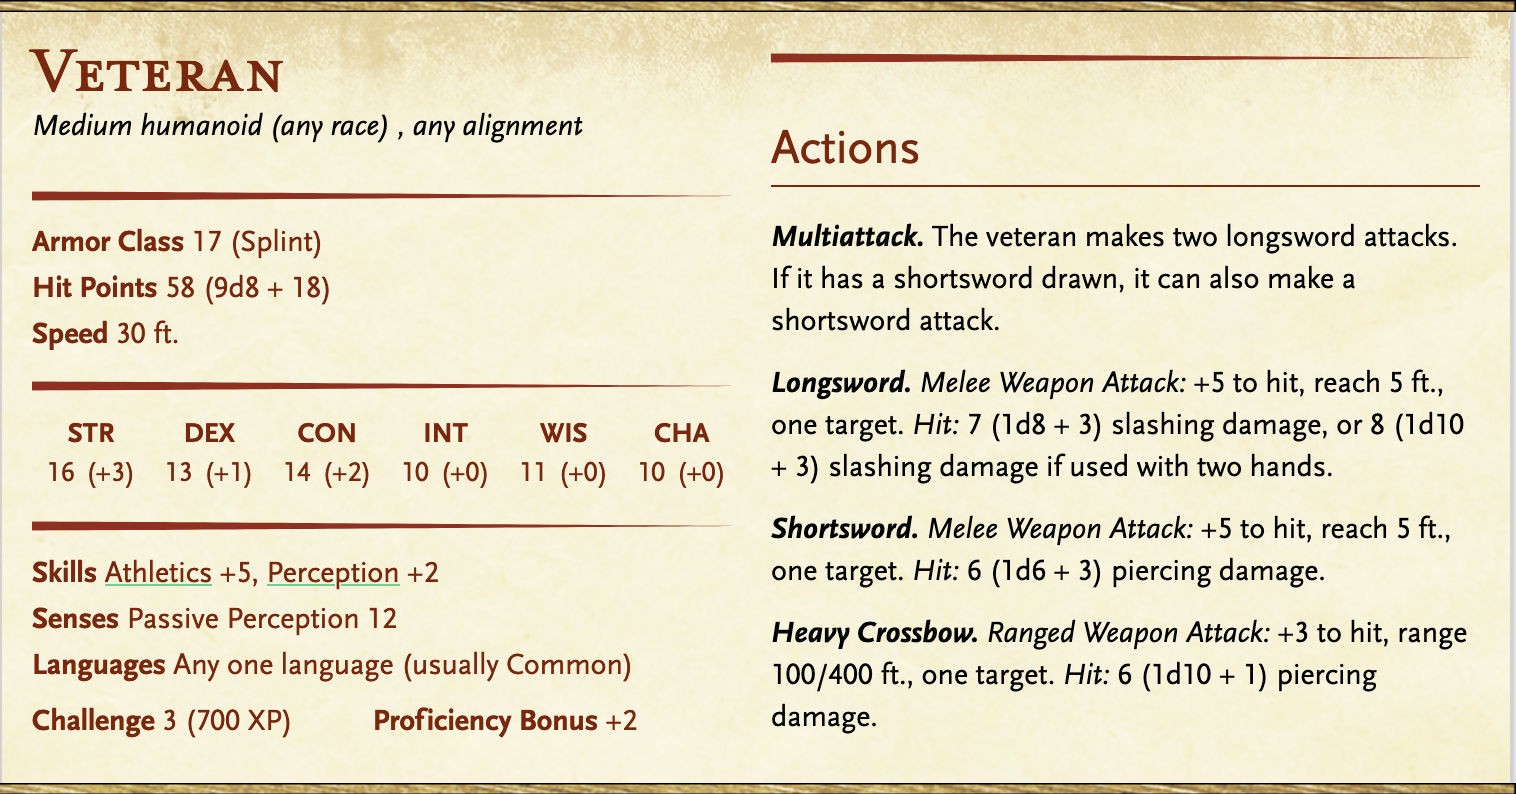 VETERAN
Medium humanoid (any race) , any alignment
Armor Class 17 (Splint)
Hit Points 58 (9d8 + 18)
Speed 30 ft.
STR DEX CON INT WIS CHA
16 (+3) 13 (+1) 14 (+2) 10 (+0) 11 (+0) 10 (+0)
Skills Athletics +5, Perception +2
Senses Passive Perception 12
Languages Any one language (usually Common)
Challenge 3 (700 XP) Proficiency Bonus +2
Actions
Multiattack. The veteran makes two longsword attacks.
If it has a shortsword drawn, it can also make a
shortsword attack.
Longsword. Melee Weapon Attack: +5 to hit, reach 5 ft.,
one target. Hit: 7 (1d8 + 3) slashing damage, or 8 (1d10
+ 3) slashing damage if used with two hands.
Shortsword. Melee Weapon Attack: +5 to hit, reach 5 ft.,
one target. Hit: 6 (1d6 + 3) piercing damage.
Heavy Crossbow. Ranged Weapon Attack: +3 to hit, range
100/400 ft., one target. Hit: 6 (1d10 + 1) piercing
damage.